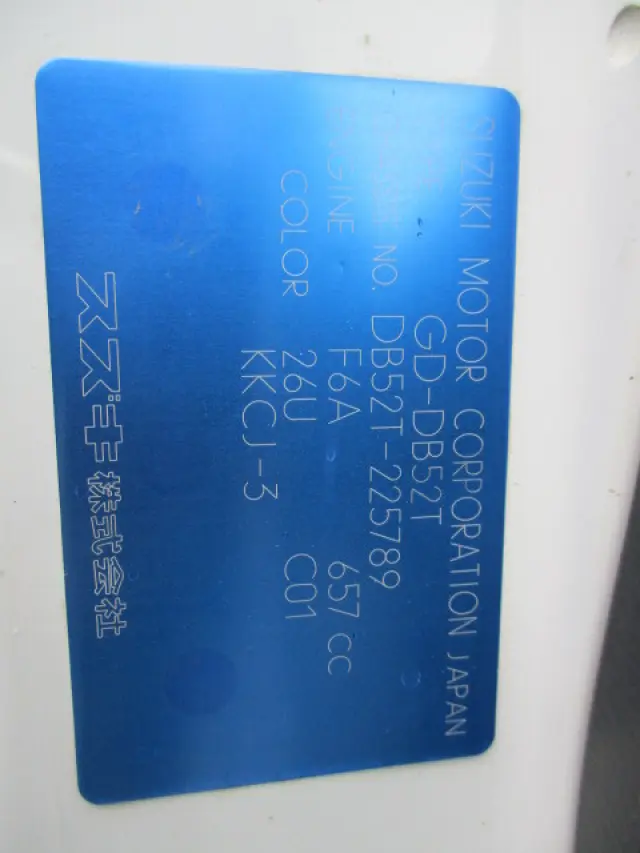 SUZUKI MOTOR CORPORATION JAPAN
GD-DB52T
NO. DB52T-225789
ENGINE F6A 657 CC
COLOR 26U C01
KKCJ-3
スズキ株式会社